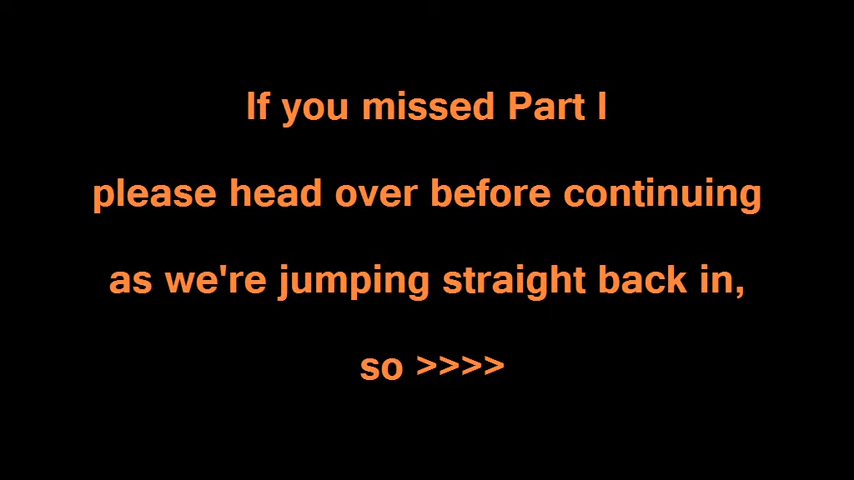 If you missed Part I
please head over before continuing
as we're jumping straight back in,
so >>>>